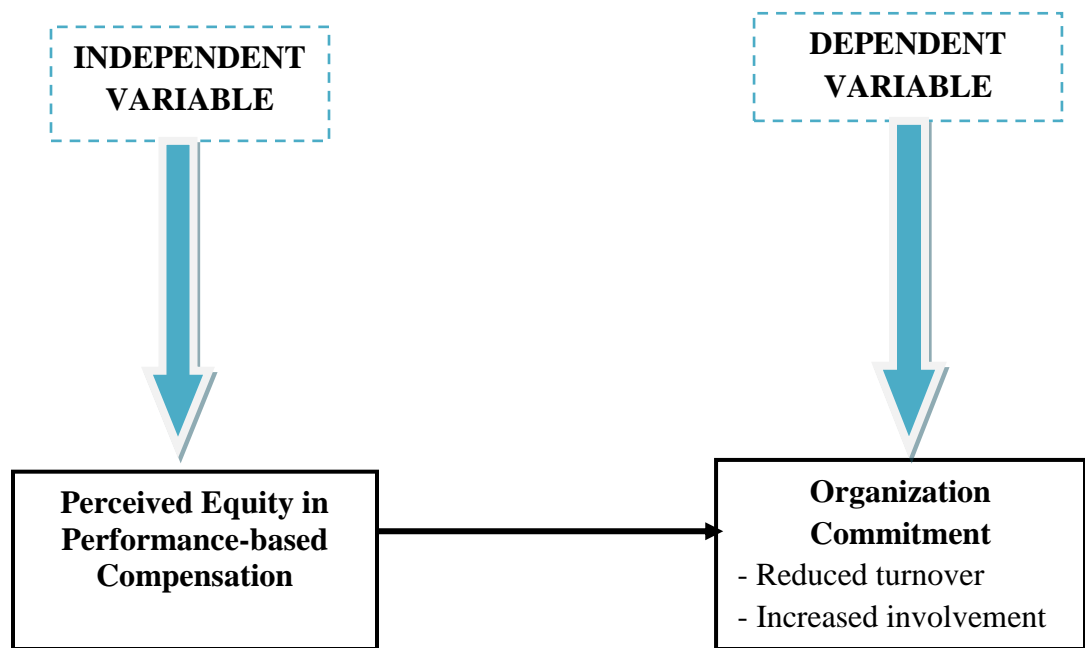 INDEPENDENT
VARIABLE
DEPENDENT
VARIABLE
Perceived Equity in
Performance-based
Compensation
Organization
Commitment
- Reduced turnover
- Increased involvement